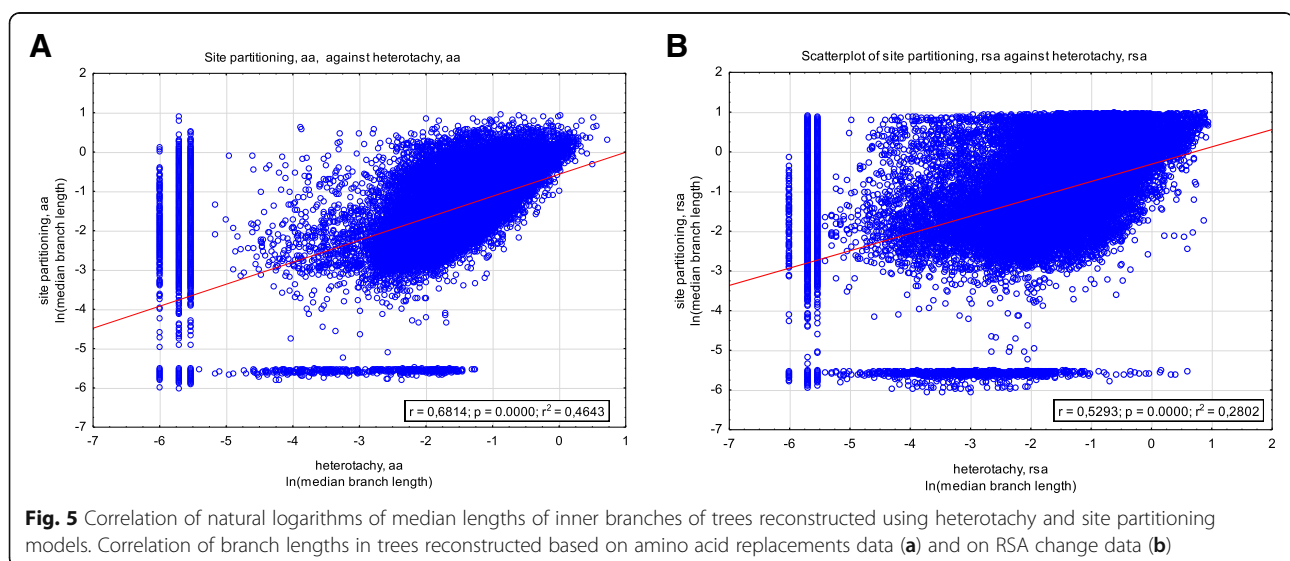 A
Site partitioning, aa, against heterotachy, aa
2
1
0
-1
-2
-3
-4
-5
-6
-7
site partitioning, aa
ln(median branch length)
r = 0,6814; p = 0.0000; r² = 0,4643
-7 -6 -5 -4 -3 -2 -1 0 1
heterotachy, aa
ln(median branch length)
B
Scatterplot of site partitioning, rsa against heterotachy, rsa
2
1
0
-1
-2
-3
-4
-5
-6
-7
site partitioning, rsa
ln(median branch length)
r = 0,5293; p = 0.0000; r² = 0,2802
-7 -6 -5 -4 -3 -2 -1 0 1 2
heterotachy, rsa
ln(median branch length)
Fig. 5 Correlation of natural logarithms of median lengths of inner branches of trees reconstructed using heterotachy and site partitioning
models. Correlation of branch lengths in trees reconstructed based on amino acid replacements data (a) and on RSA change data (b)